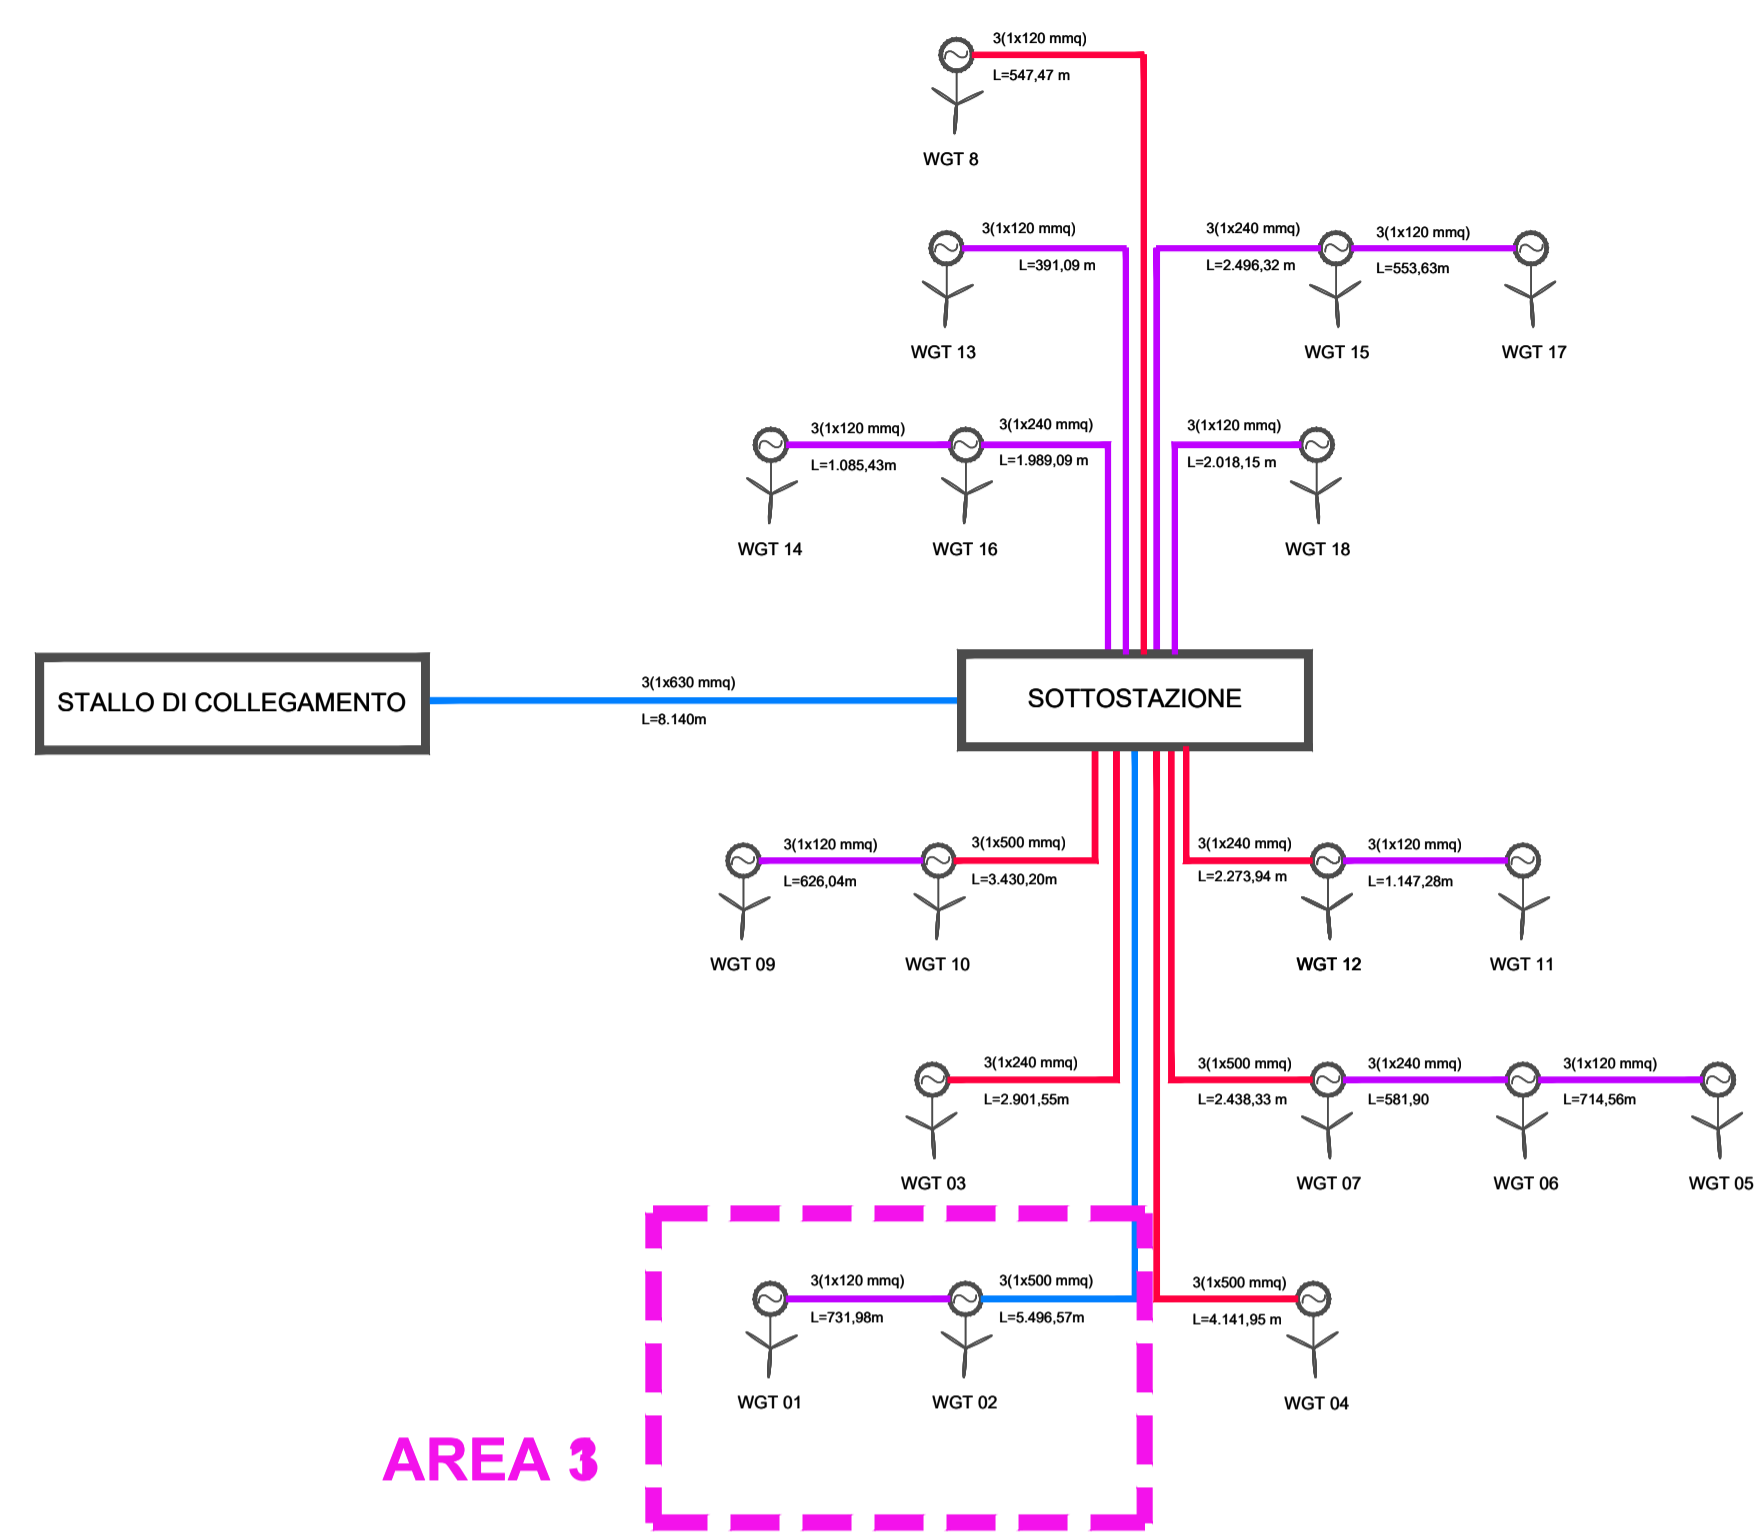 3(1x120 mmq)
L=547,47 m
WGT 8
3(1x120 mmq)
L=391,09 m
WGT 13
3(1x240 mmq)
L=2.496,32 m
WGT 15
3(1x120 mmq)
L=553,63m
WGT 17
3(1x120 mmq)
L=1.085,43m
WGT 14
3(1x240 mmq)
L=1.989,09 m
WGT 16
3(1x120 mmq)
L=2.018,15 m
WGT 18
STALLO DI COLLEGAMENTO
3(1x630 mmq)
L=8.140m
SOTTOSTAZIONE
3(1x120 mmq)
L=626,04m
WGT 09
3(1x500 mmq)
L=3.430,20m
WGT 10
3(1x240 mmq)
L=2.273,94 m
WGT 12
3(1x120 mmq)
L=1.147,28m
WGT 11
3(1x240 mmq)
L=2.901,55m
WGT 03
3(1x500 mmq)
L=2.438,33 m
WGT 07
3(1x240 mmq)
L=581,90
WGT 06
3(1x120 mmq)
L=714,56m
WGT 05
3(1x120 mmq)
L=731,98m
WGT 01
3(1x500 mmq)
L=5.496,57m
WGT 02
3(1x500 mmq)
L=4.141,95 m
WGT 04
AREA 3